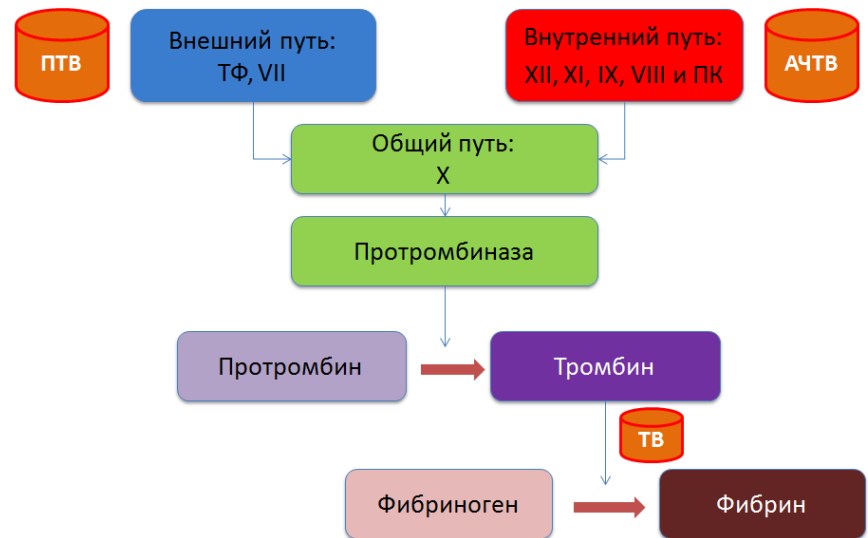 ПТВ
Внешний путь:
ТФ, VII
Внутренний путь:
XII, XI, IX, VIII и ПК
АЧТВ
Общий путь:
X
Протромбиназа
Протромбин
Тромбин
ТВ
Фибриноген
Фибрин